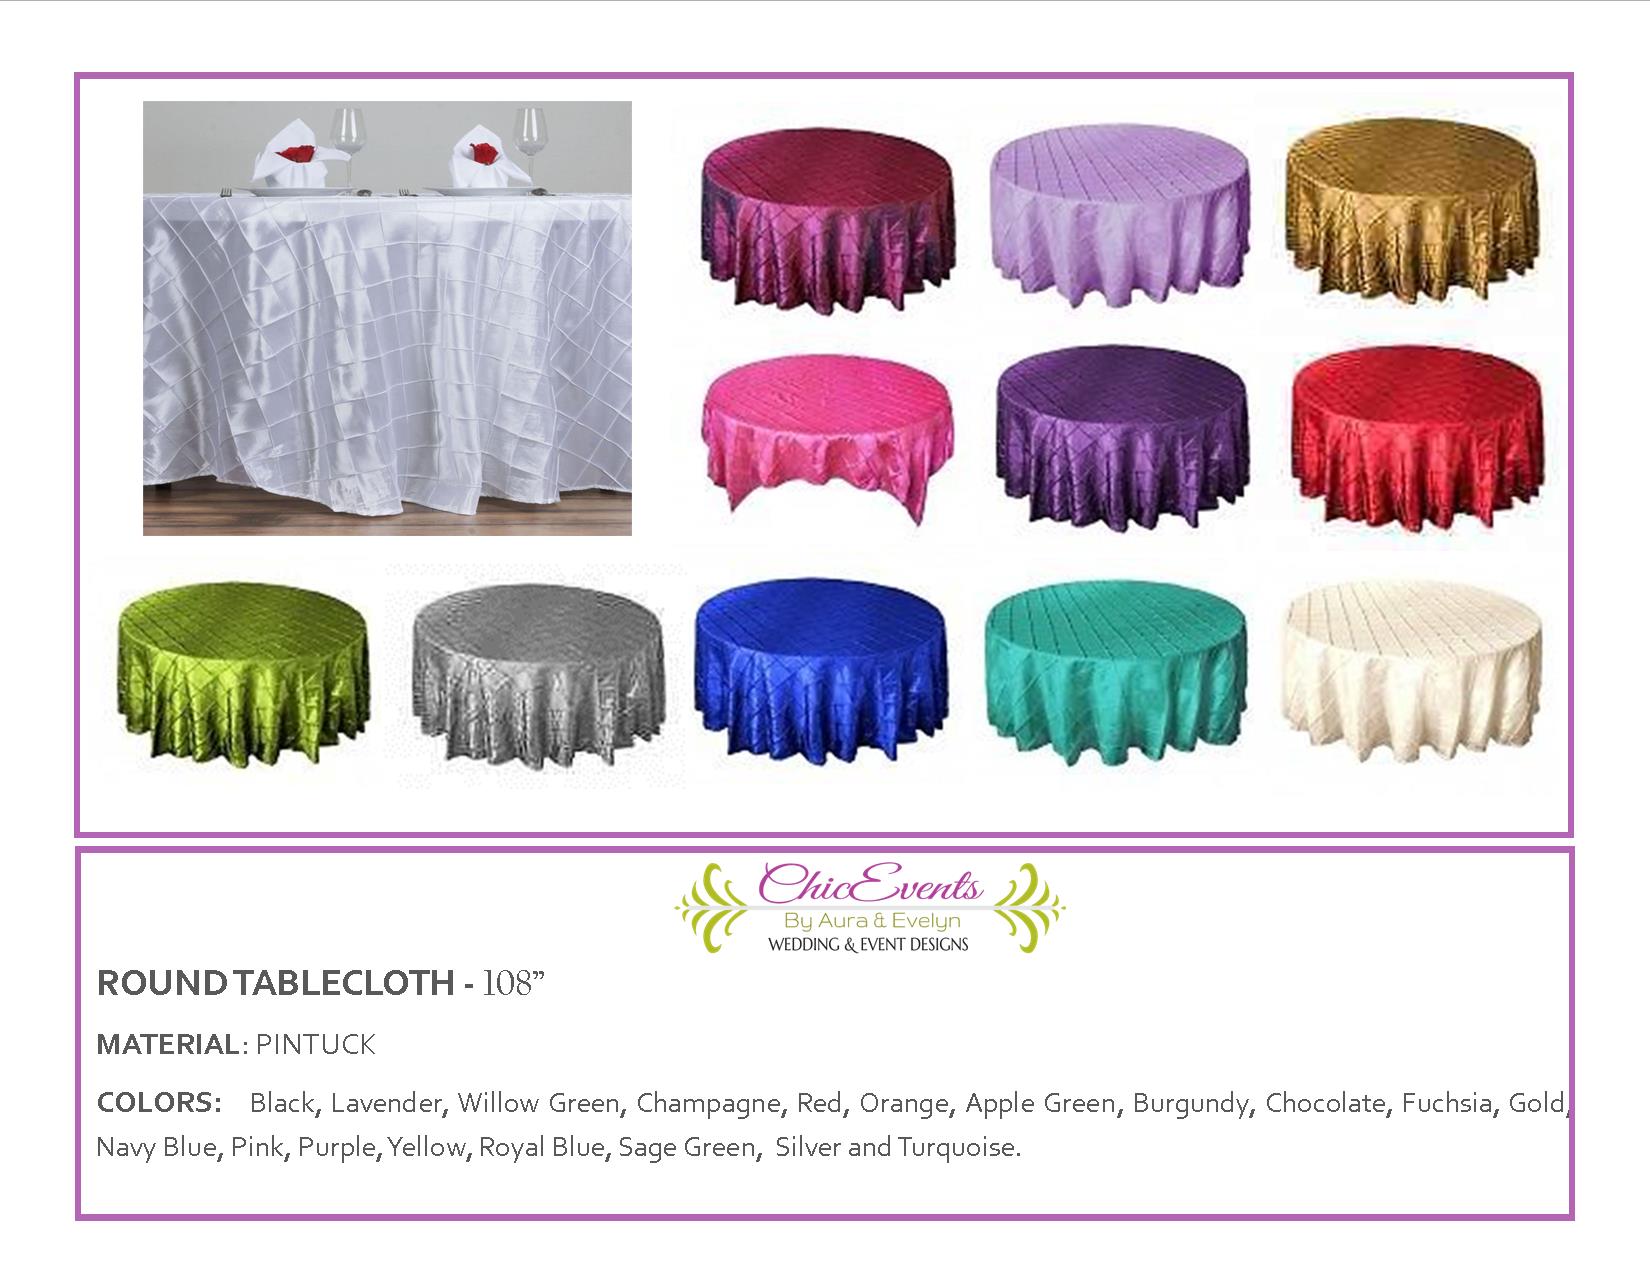 ChicEvents
By Aura & Evelyn
WEDDING & EVENT DESIGNS
ROUND TABLECLOTH - 108”
MATERIAL: PINTUCK
COLORS: Black, Lavender, Willow Green, Champagne, Red, Orange, Apple Green, Burgundy, Chocolate, Fuchsia, Gold,
Navy Blue, Pink, Purple, Yellow, Royal Blue, Sage Green, Silver and Turquoise.